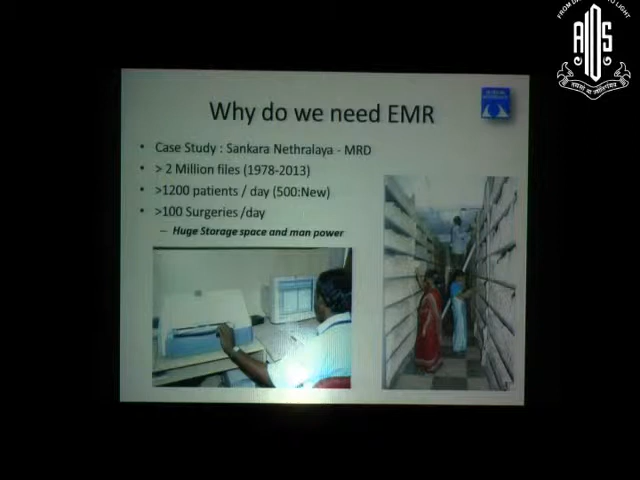 AIOS
Why do we need EMR
• Case Study : Sankara Nethralaya - MRD
• > 2 Million files (1978-2013)
• >1200 patients / day (500:New)
• >100 Surgeries /day
– Huge Storage space and man power